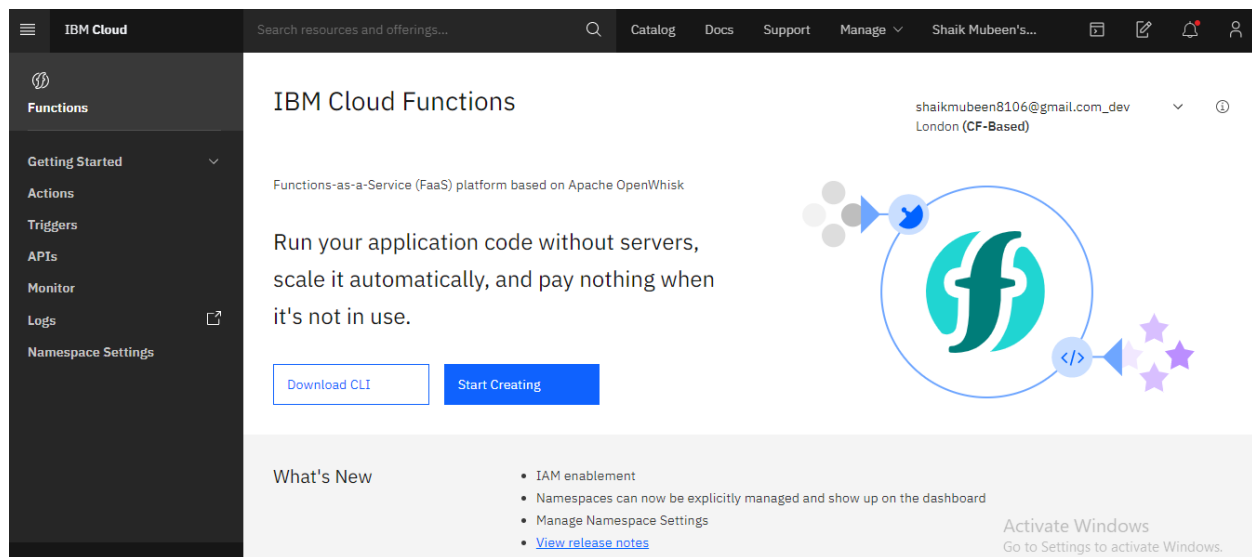 IBM Cloud
Search resources and offerings...
Catalog
Docs
Support
Manage
Shaik Mubeen's...
Functions
Getting Started
Actions
Triggers
APIs
Monitor
Logs
Namespace Settings
IBM Cloud Functions
shaikmubeen8106@gmail.com_dev
London (CF-Based)
Functions-as-a-Service (FaaS) platform based on Apache OpenWhisk
Run your application code without servers,
scale it automatically, and pay nothing when
it's not in use.
Download CLI
Start Creating
</>
What's New
• IAM enablement
• Namespaces can now be explicitly managed and show up on the dashboard
• Manage Namespace Settings
• View release notes
Activate Windows
Go to Settings to activate Windows.